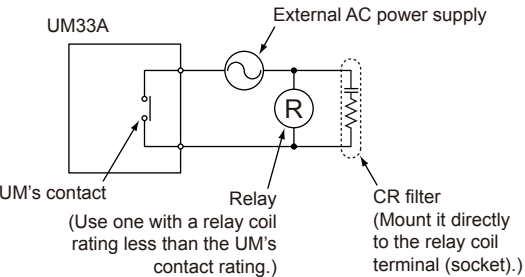 External AC power supply
UM33A
R
UM's contact
Relay
(Use one with a relay coil
rating less than the UM's
contact rating.)
CR filter
(Mount it directly
to the relay coil
terminal (socket).)